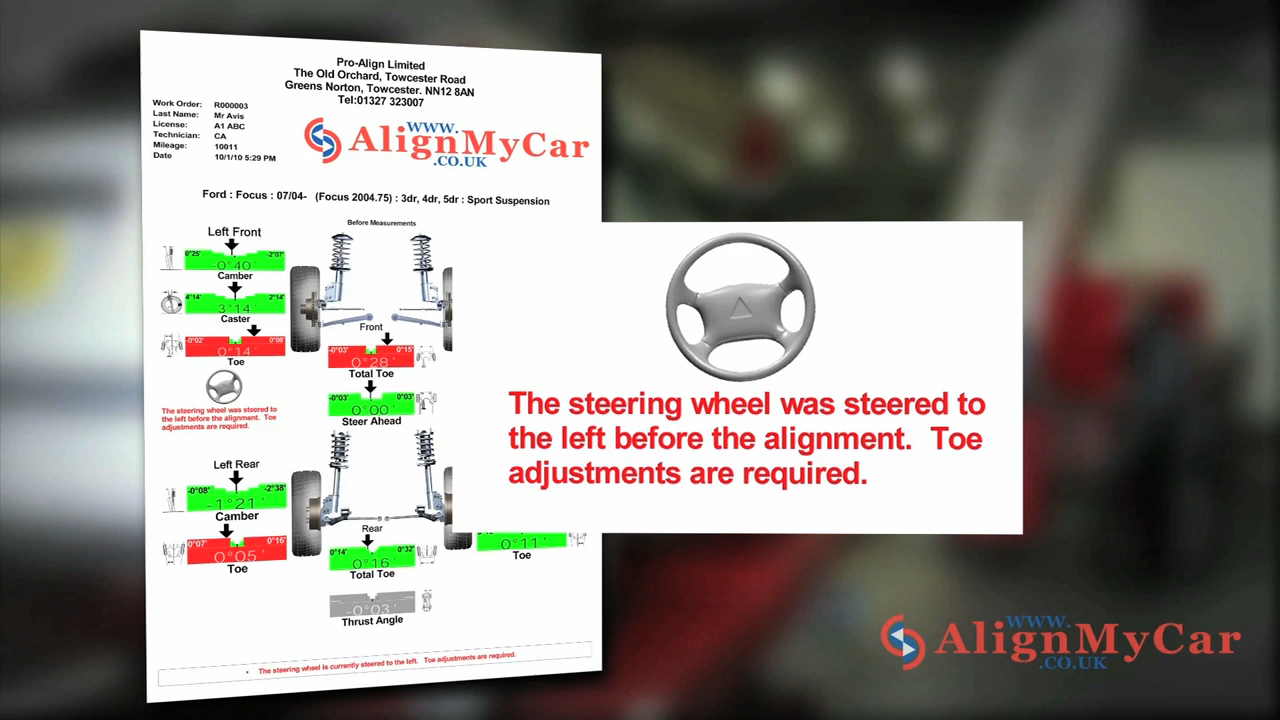 Pro-Align Limited
The Old Orchard, Towcester Road
Greens Norton, Towcester. NN12 8AN
Tel:01327 323007
Work Order: R000003
Last Name: Mr Avis
License: A1 ABC
Technician: CA
Mileage: 10011
Date 10/1/10 5:29 PM
WWW.
AlignMyCar
.CO.UK
Ford : Focus : 07/04- (Focus 2004.75) : 3dr, 4dr, 5dr : Sport Suspension
Before Measurements
Left Front
0°25' -2°07'
-0°40'
Camber
4°14' 2°14'
3°14'
Caster
-0°02' 0°08'
0°14'
Toe
The steering wheel was steered to
the left before the alignment. Toe
adjustments are required.
Front
-0°03' 0°15'
0°28'
Total Toe
-0°03' 0°03'
0°00'
Steer Ahead
Left Rear
-0°08' -2°38'
-1°21'
Camber
0°07' 0°16'
0°05'
Toe
Rear
0°14' 0°32'
0°16'
Total Toe
-0°03'
Thrust Angle
0°11'
Toe
• The steering wheel is currently steered to the left. Toe adjustments are required.
The steering wheel was steered to
the left before the alignment. Toe
adjustments are required.
WWW.
AlignMyCar
.CO.UK